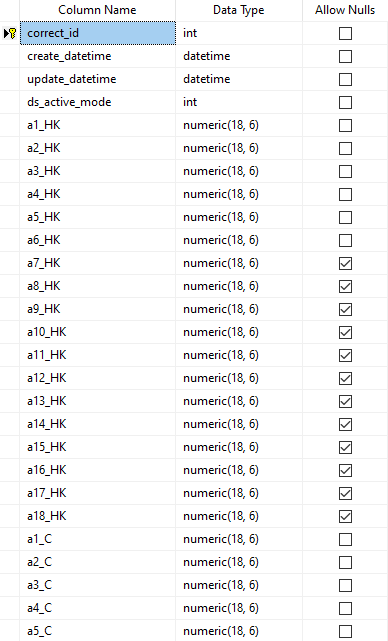 Column Name Data Type Allow Nulls
correct_id int
create_datetime datetime
update_datetime datetime
ds_active_mode int
a1_HK numeric(18, 6)
a2_HK numeric(18, 6)
a3_HK numeric(18, 6)
a4_HK numeric(18, 6)
a5_HK numeric(18, 6)
a6_HK numeric(18, 6)
a7_HK numeric(18, 6)
a8_HK numeric(18, 6)
a9_HK numeric(18, 6)
a10_HK numeric(18, 6)
a11_HK numeric(18, 6)
a12_HK numeric(18, 6)
a13_HK numeric(18, 6)
a14_HK numeric(18, 6)
a15_HK numeric(18, 6)
a16_HK numeric(18, 6)
a17_HK numeric(18, 6)
a18_HK numeric(18, 6)
a1_C numeric(18, 6)
a2_C numeric(18, 6)
a3_C numeric(18, 6)
a4_C numeric(18, 6)
a5_C numeric(18, 6)